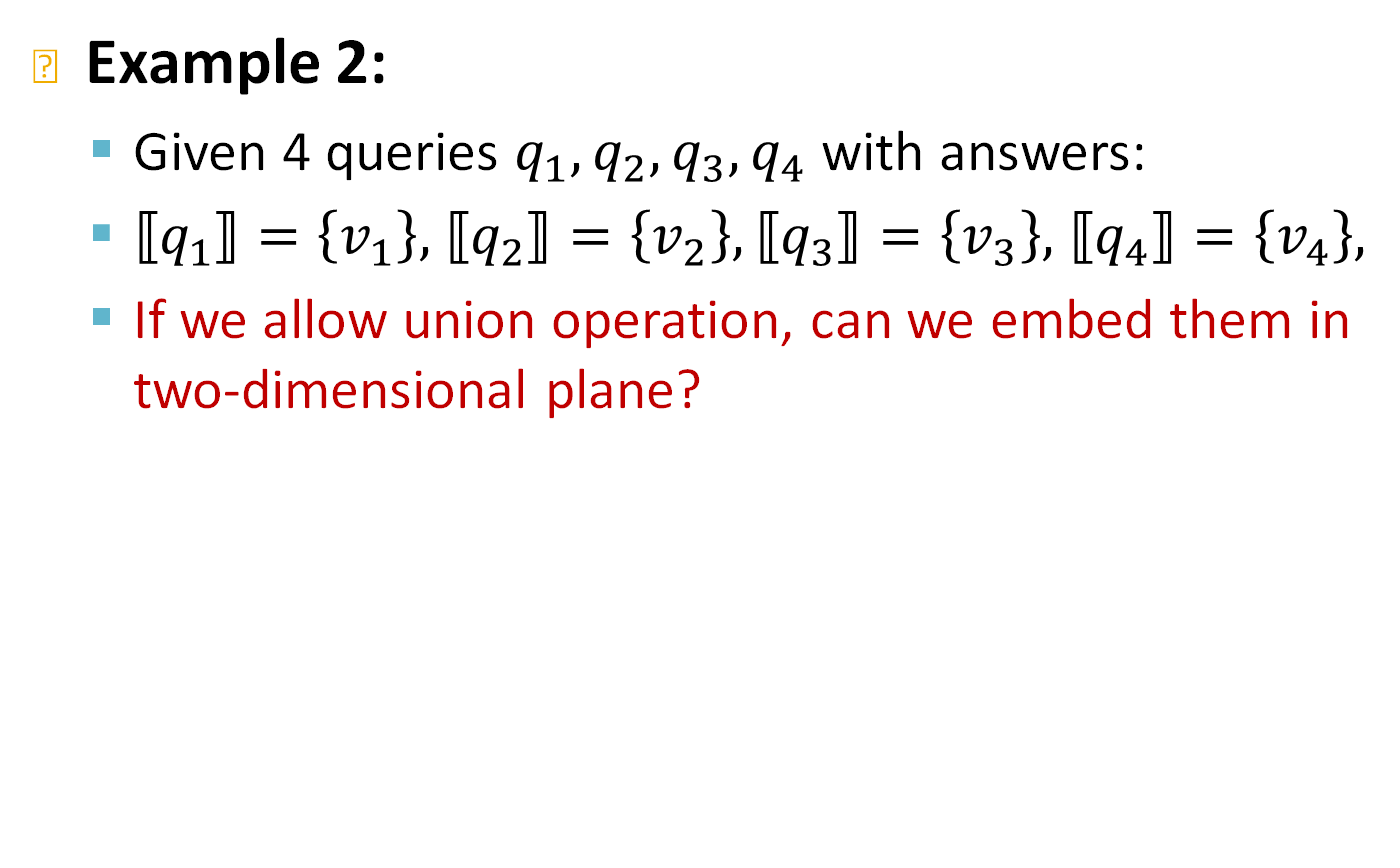 Example 2:
Given 4 queries 𝑞₁, 𝑞₂, 𝑞₃, 𝑞₄ with answers:
⟦𝑞₁⟧ = {𝑣₁}, ⟦𝑞₂⟧ = {𝑣₂}, ⟦𝑞₃⟧ = {𝑣₃}, ⟦𝑞₄⟧ = {𝑣₄},
If we allow union operation, can we embed them in
two-dimensional plane?